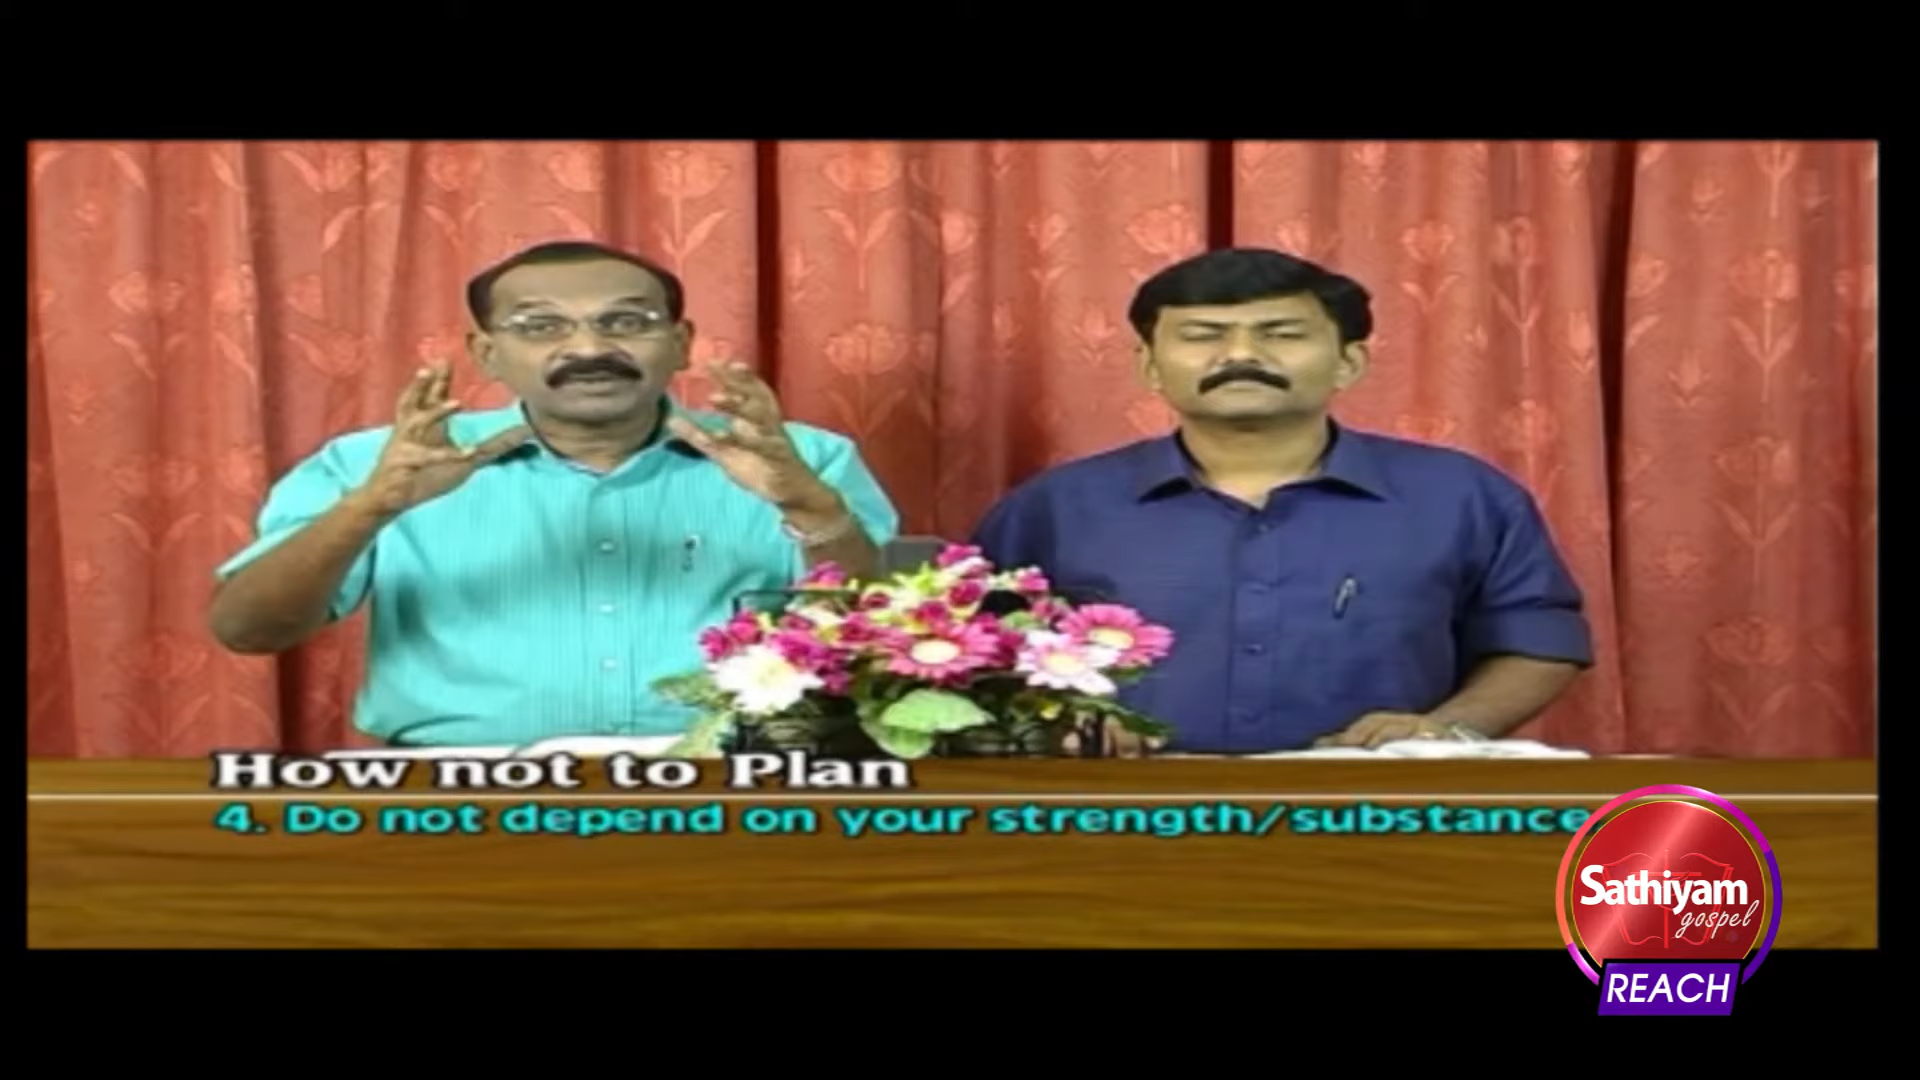 How not to Plan
4. Do not depend on your strength/substance
Sathiyam
gospel
REACH